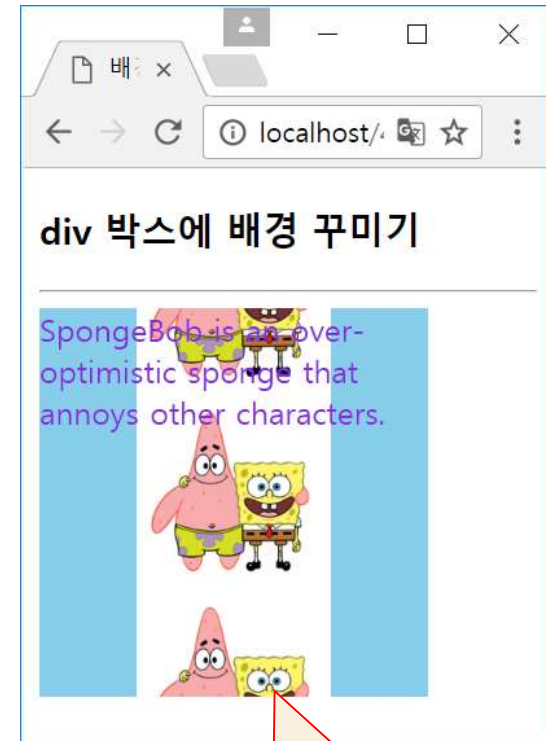 배
localhost/
div 박스에 배경 꾸미기
SpongeBob is an over-
optimistic sponge that
annoys other characters.